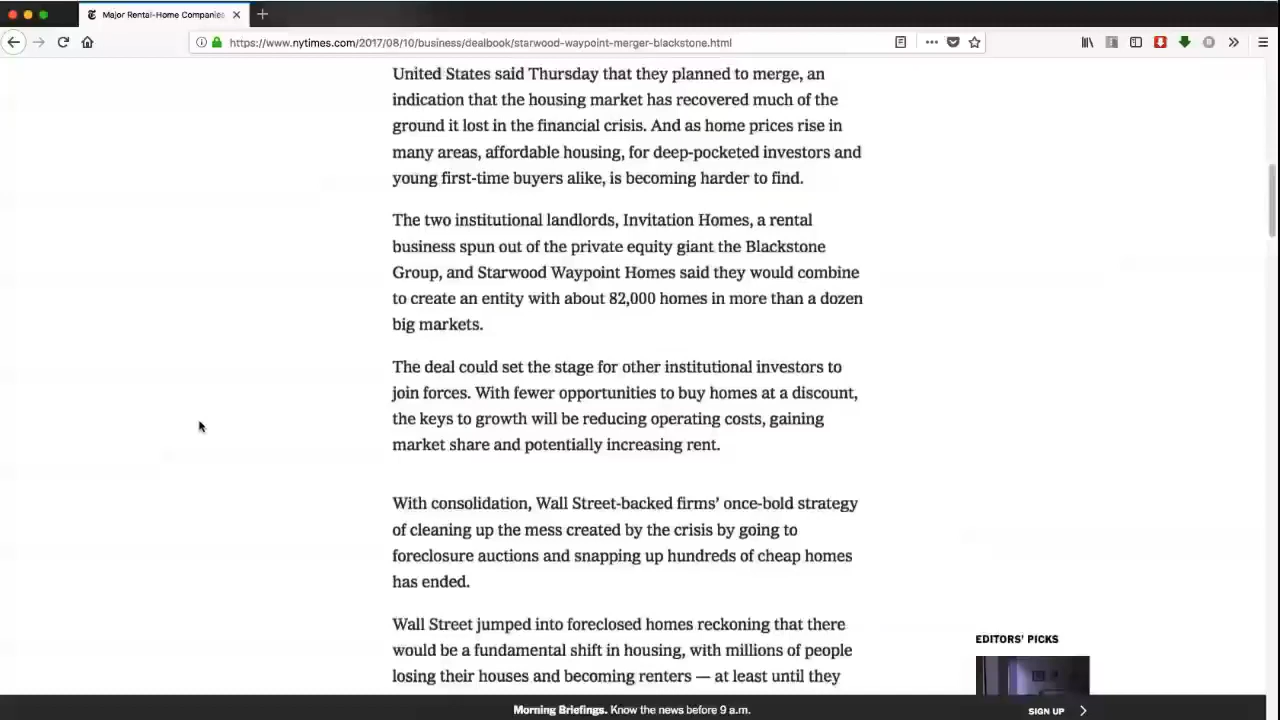 Major Rental-Home Companies
https://www.nytimes.com/2017/08/10/business/dealbook/starwood-waypoint-merger-blackstone.html
United States said Thursday that they planned to merge, an
indication that the housing market has recovered much of the
ground it lost in the financial crisis. And as home prices rise in
many areas, affordable housing, for deep-pocketed investors and
young first-time buyers alike, is becoming harder to find.
The two institutional landlords, Invitation Homes, a rental
business spun out of the private equity giant the Blackstone
Group, and Starwood Waypoint Homes said they would combine
to create an entity with about 82,000 homes in more than a dozen
big markets.
The deal could set the stage for other institutional investors to
join forces. With fewer opportunities to buy homes at a discount,
the keys to growth will be reducing operating costs, gaining
market share and potentially increasing rent.
With consolidation, Wall Street-backed firms’ once-bold strategy
of cleaning up the mess created by the crisis by going to
foreclosure auctions and snapping up hundreds of cheap homes
has ended.
Wall Street jumped into foreclosed homes reckoning that there
would be a fundamental shift in housing, with millions of people
losing their houses and becoming renters — at least until they
EDITORS’ PICKS
Morning Briefings. Know the news before 9 a.m.
SIGN UP